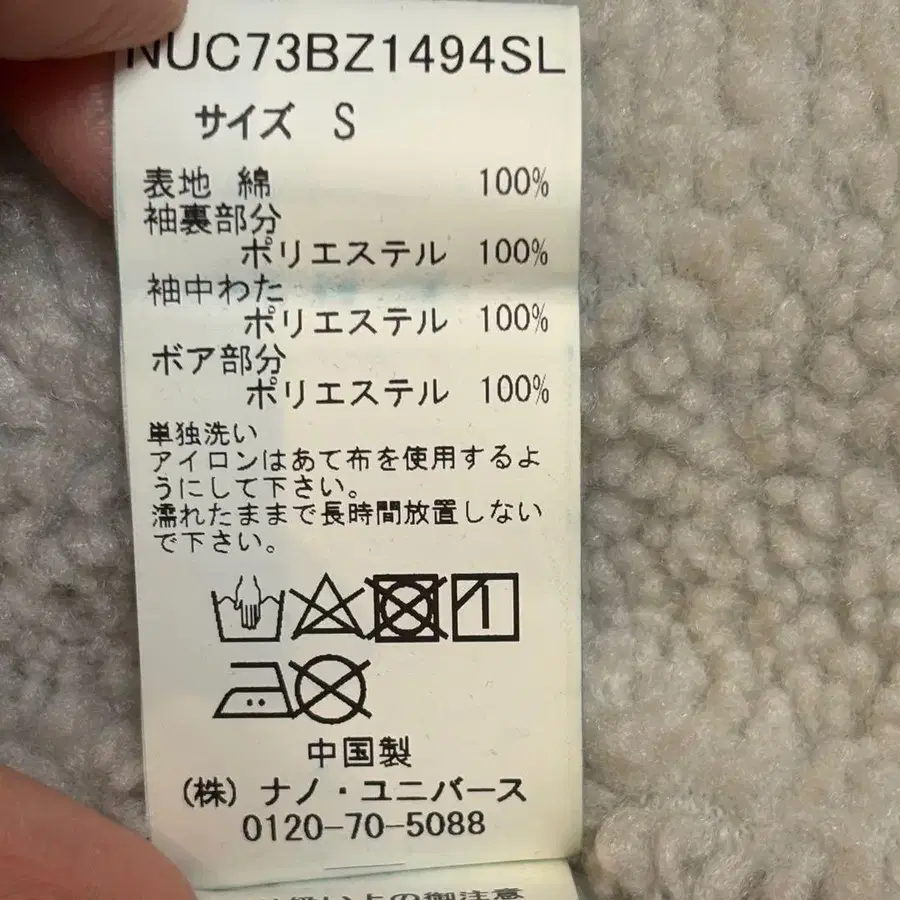 NUC73BZ1494SL
サイズ S
表地 綿 100%
袖裏部分
ポリエステル 100%
袖中わた
ポリエステル 100%
ボア部分
ポリエステル 100%
単独洗い
アイロンはあて布を使用するよ
うにして下さい。
濡れたままで長時間放置しない
で下さい。
中国製
(株) ナノ・ユニバース
0120-70-5088
上の御注意